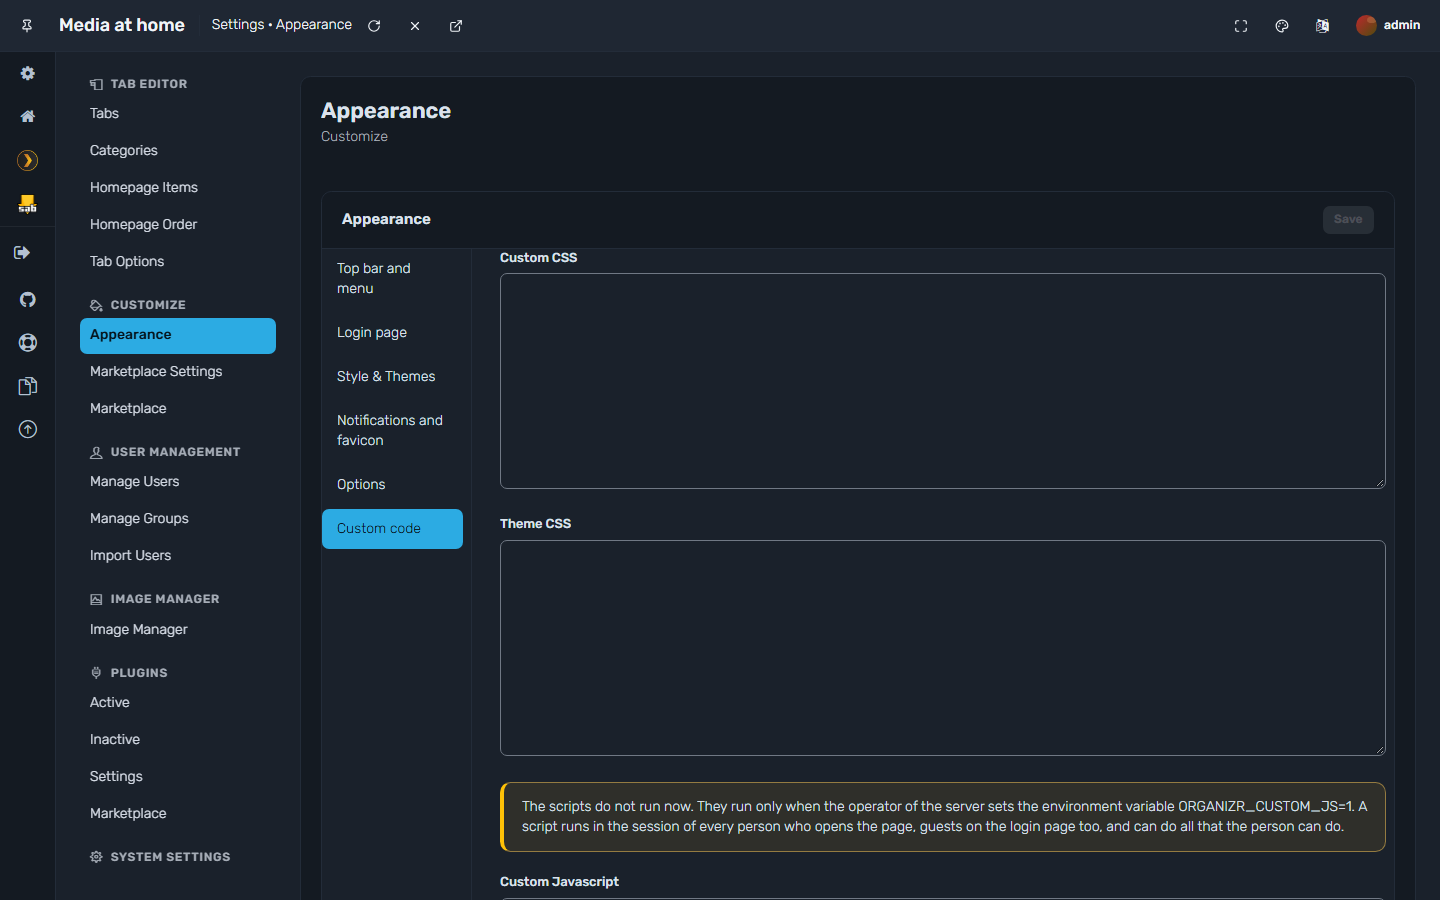 Media at home
Settings • Appearance
admin
TAB EDITOR
Tabs
Categories
Homepage Items
Homepage Order
Tab Options
CUSTOMIZE
Appearance
Marketplace Settings
Marketplace
USER MANAGEMENT
Manage Users
Manage Groups
Import Users
IMAGE MANAGER
Image Manager
PLUGINS
Active
Inactive
Settings
Marketplace
SYSTEM SETTINGS
Appearance
Customize
Appearance
Save
Top bar and
menu
Login page
Style & Themes
Notifications and
favicon
Options
Custom code
Custom CSS
Theme CSS
The scripts do not run now. They run only when the operator of the server sets the environment variable ORGANIZR_CUSTOM_JS=1. A
script runs in the session of every person who opens the page, guests on the login page too, and can do all that the person can do.
Custom Javascript
sab